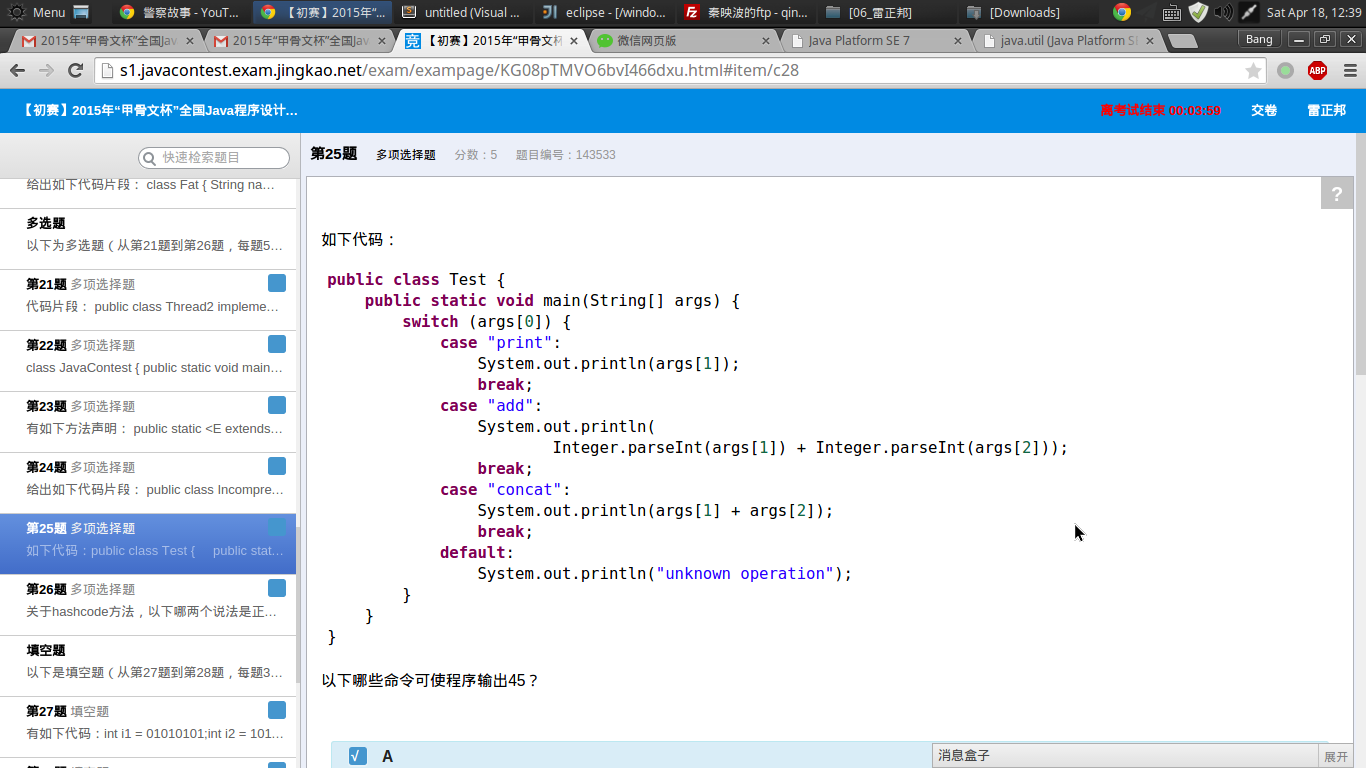 Menu
警察故事 - YouT...
【初赛】2015年“...
untitled (Visual ...
eclipse - [/windo...
秦映波的ftp - qin...
[06_雷正邦]
[Downloads]
Sat Apr 18, 12:39
2015年“甲骨文杯”全国Jav
2015年“甲骨文杯”全国Jav
【初赛】2015年“甲骨文杯
微信网页版
Java Platform SE 7
java.util (Java Platform SE
Bang
s1.javacontest.exam.jingkao.net/exam/exampage/KG08pTMVO6bvI466dxu.html#item/c28
ABP
【初赛】2015年“甲骨文杯”全国Java程序设计...
离考试结束 00:03:59
交卷
雷正邦
快速检索题目
给出如下代码片段： class Fat { String na...
多选题
以下为多选题（从第21题到第26题，每题5...
第21题 多项选择题
代码片段： public class Thread2 impleme...
第22题 多项选择题
class JavaContest { public static void main...
第23题 多项选择题
有如下方法声明： public static <E extends...
第24题 多项选择题
给出如下代码片段： public class Incompre...
第25题 多项选择题
如下代码：public class Test { public stat...
第26题 多项选择题
关于hashcode方法，以下哪两个说法是正...
填空题
以下是填空题（从第27题到第28题，每题3...
第27题 填空题
有如下代码：int i1 = 01010101;int i2 = 101...
第25题
多项选择题
分数：5
题目编号：143533
?
如下代码：
public class Test {
    public static void main(String[] args) {
        switch (args[0]) {
            case "print":
                System.out.println(args[1]);
                break;
            case "add":
                System.out.println(
                        Integer.parseInt(args[1]) + Integer.parseInt(args[2]));
                break;
            case "concat":
                System.out.println(args[1] + args[2]);
                break;
            default:
                System.out.println("unknown operation");
        }
    }
}
以下哪些命令可使程序输出45？
√ A
消息盒子
展开